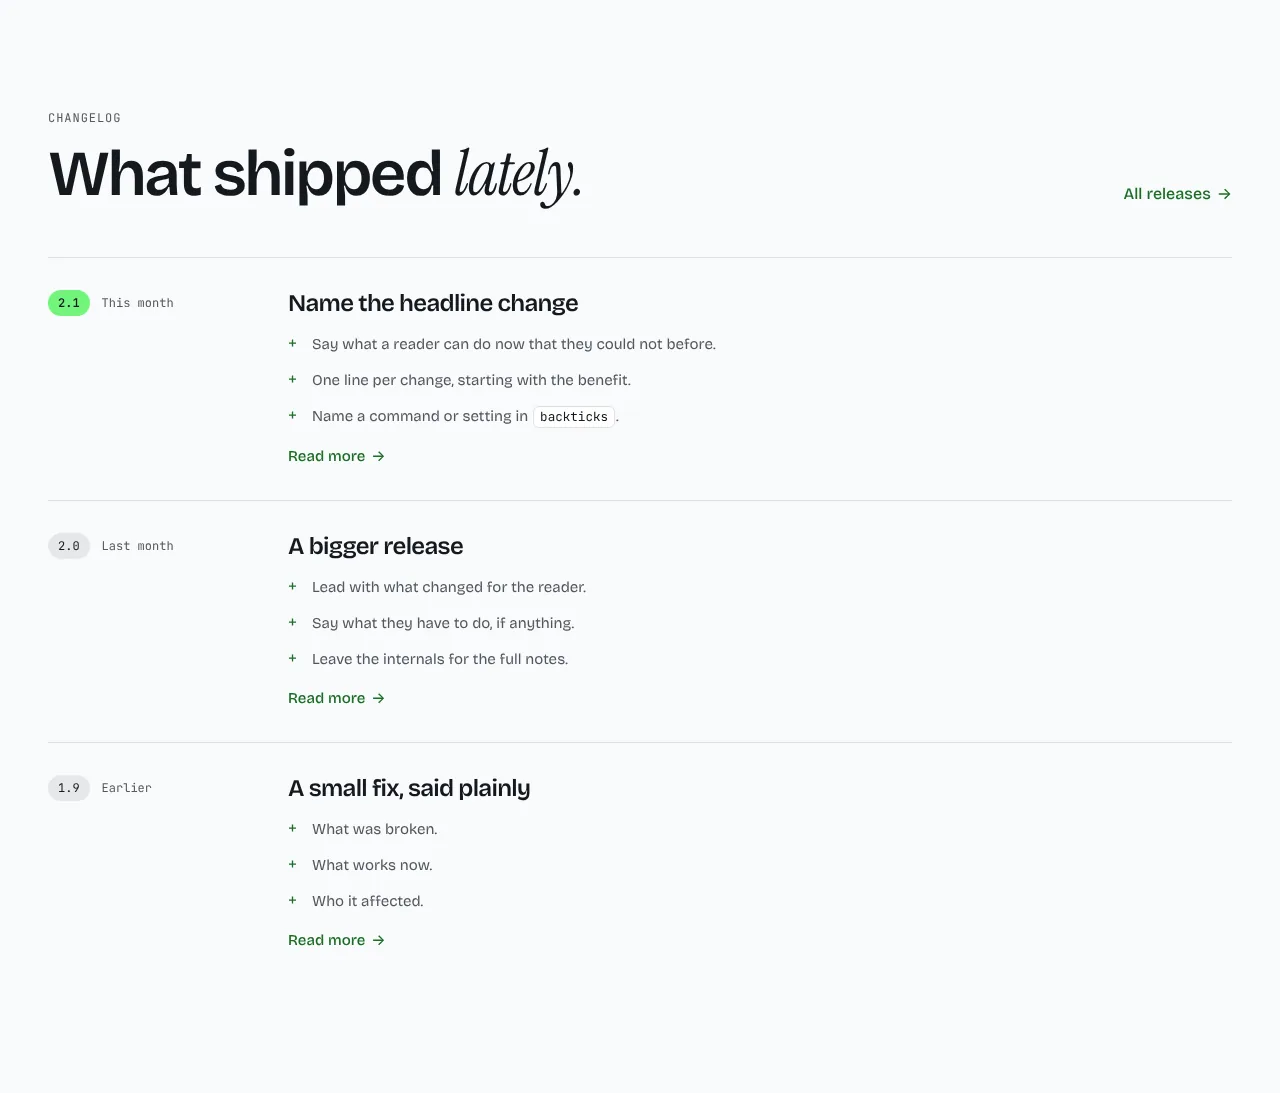 CHANGELOG
What shipped lately.
All releases →
2.1 This month
Name the headline change
+ Say what a reader can do now that they could not before.
+ One line per change, starting with the benefit.
+ Name a command or setting in backticks.
Read more →
2.0 Last month
A bigger release
+ Lead with what changed for the reader.
+ Say what they have to do, if anything.
+ Leave the internals for the full notes.
Read more →
1.9 Earlier
A small fix, said plainly
+ What was broken.
+ What works now.
+ Who it affected.
Read more →